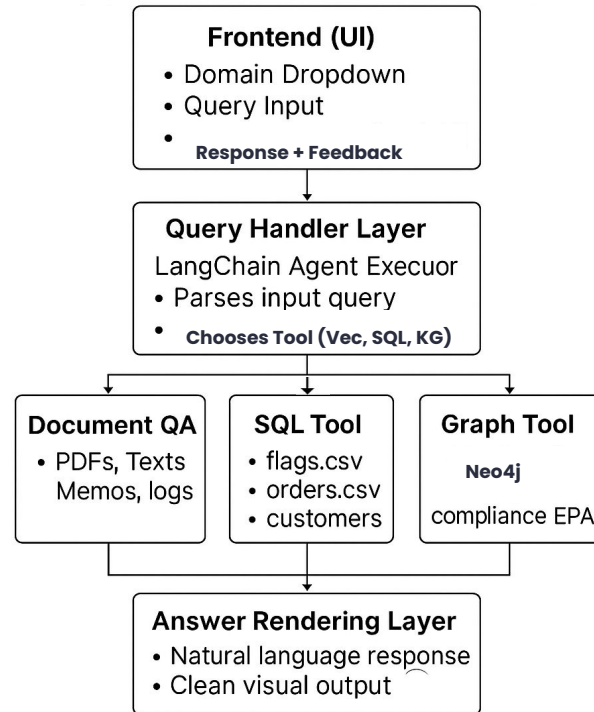 Frontend (UI)
• Domain Dropdown
• Query Input
• Response + Feedback
Query Handler Layer
LangChain Agent Execuor
• Parses input query
• Chooses Tool (Vec, SQL, KG)
Document QA
• PDFs, Texts
Memos, logs
SQL Tool
• flags.csv
• orders.csv
• customers
Graph Tool
Neo4j
compliance EPA
Answer Rendering Layer
• Natural language response
• Clean visual output